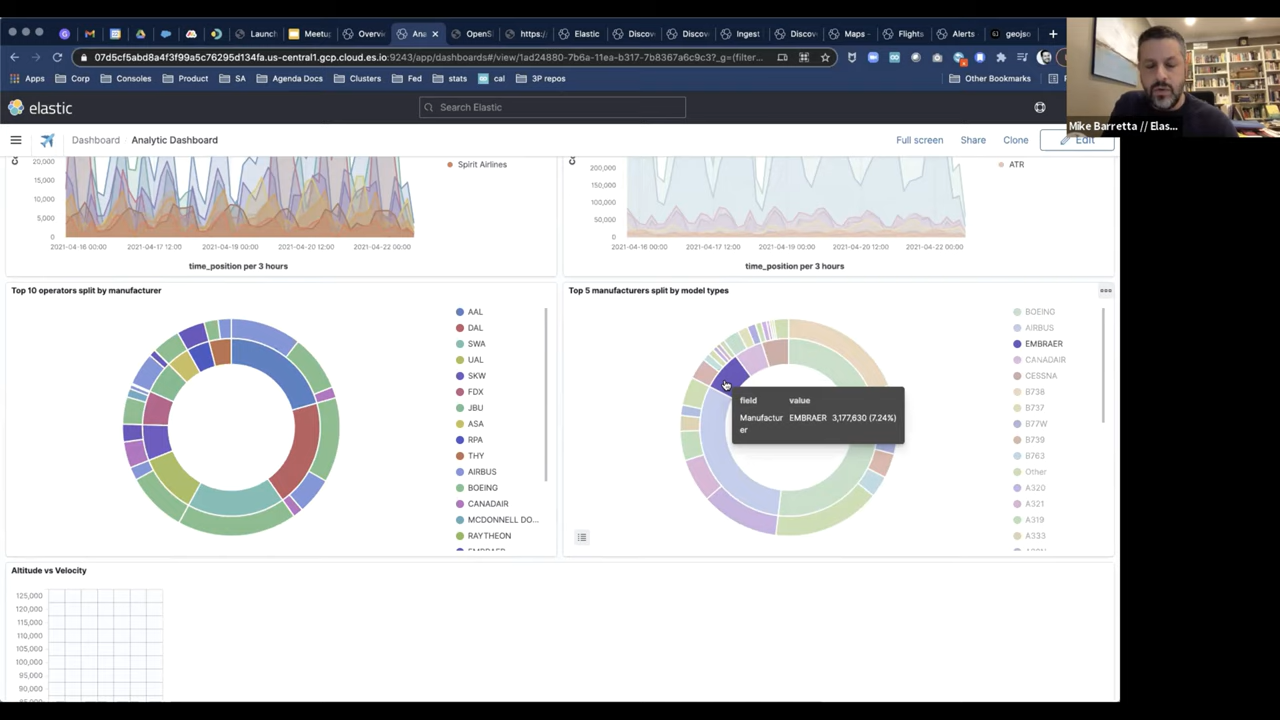 Launch
Meetup
Overvi
Ana
OpenS
https:/
Elastic
Discov
Discov
Ingest
Discov
Maps -
Flights
Alerts
geojso
07d5cf5abd8a4f3f99a5c76295d134fa.us-central1.gcp.cloud.es.io:9243/app/dashboards#/view/1ad24880-7b6a-11ea-b317-7b8367a6c9c3?_g=(filter...
Apps
Corp
Consoles
Product
SA
Agenda Docs
Clusters
Fed
stats
cal
3P repos
Other Bookmarks
elastic
Search Elastic
Mike Barretta // Elas...
Dashboard
Analytic Dashboard
Full screen
Share
Clone
Edit
20,000
15,000
10,000
5,000
0
2021-04-16 00:00
2021-04-17 12:00
2021-04-19 00:00
2021-04-20 12:00
2021-04-22 00:00
time_position per 3 hours
Spirit Airlines
200,000
150,000
100,000
50,000
0
2021-04-16 00:00
2021-04-17 12:00
2021-04-19 00:00
2021-04-20 12:00
2021-04-22 00:00
time_position per 3 hours
ATR
Top 10 operators split by manufacturer
AAL
DAL
SWA
UAL
SKW
FDX
JBU
ASA
RPA
THY
AIRBUS
BOEING
CANADAIR
MCDONNELL DO...
RAYTHEON
EMBRAER
Top 5 manufacturers split by model types
field value
Manufactur EMBRAER 3,177,630 (7.24%)
er
BOEING
AIRBUS
EMBRAER
CANADAIR
CESSNA
B738
B737
B77W
B739
B763
Other
A320
A321
A319
A333
Altitude vs Velocity
125,000
120,000
115,000
110,000
105,000
100,000
95,000
90,000